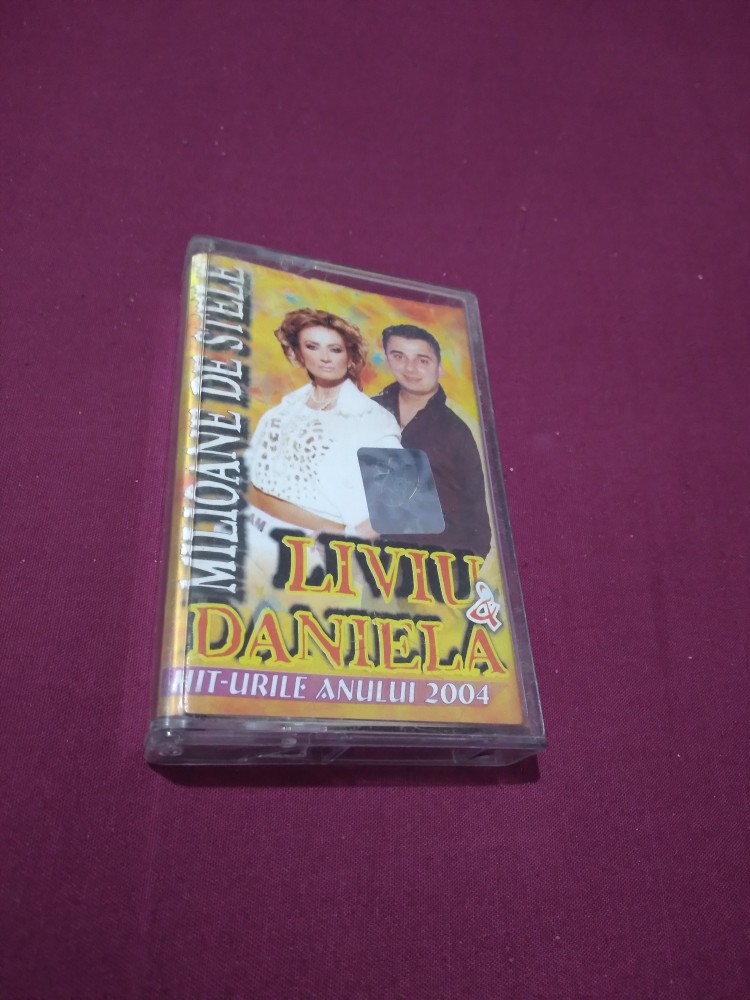 MILIOANE DE STELE
LIVIU
&
DANIELA
HIT-URILE ANULUI 2004